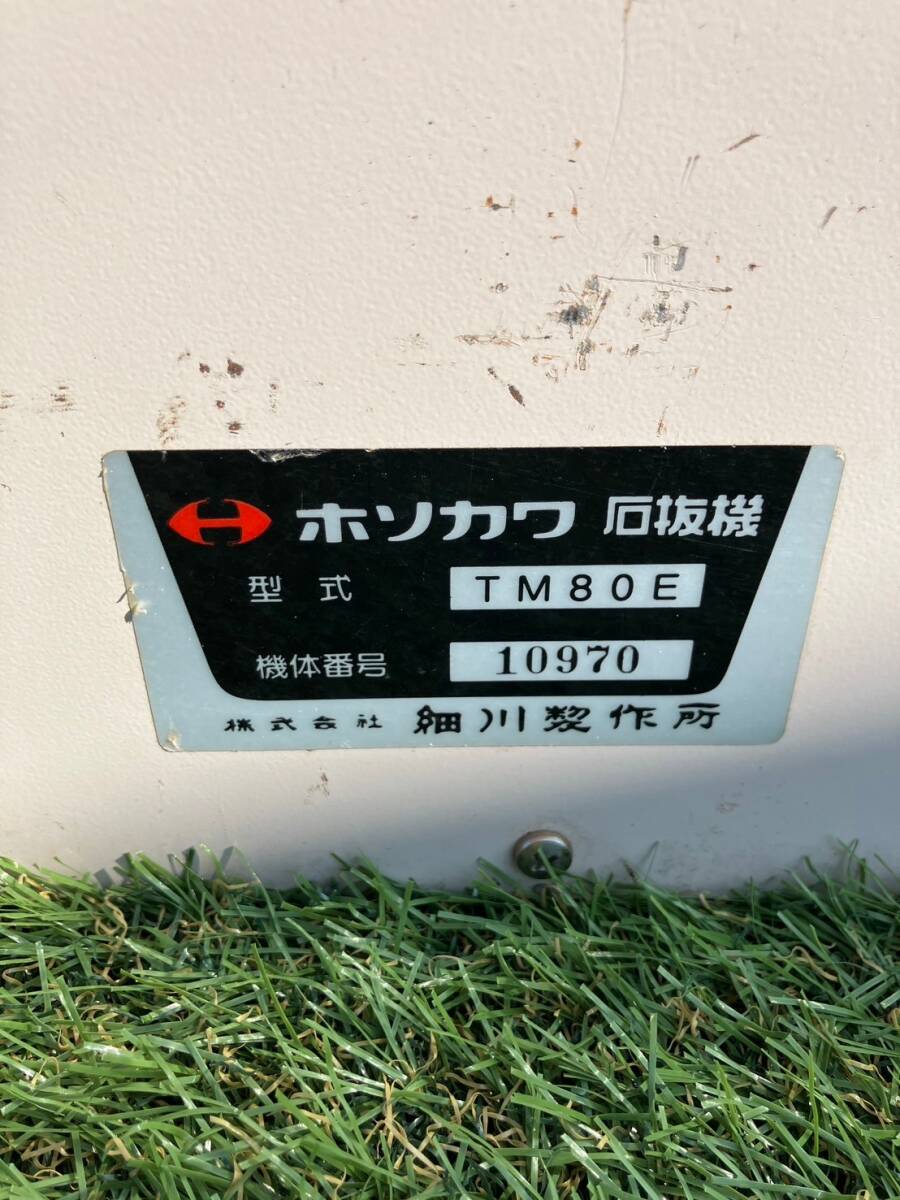 ホソカワ 石抜機
型式 TM80E
機体番号 10970
株式会社 細川製作所